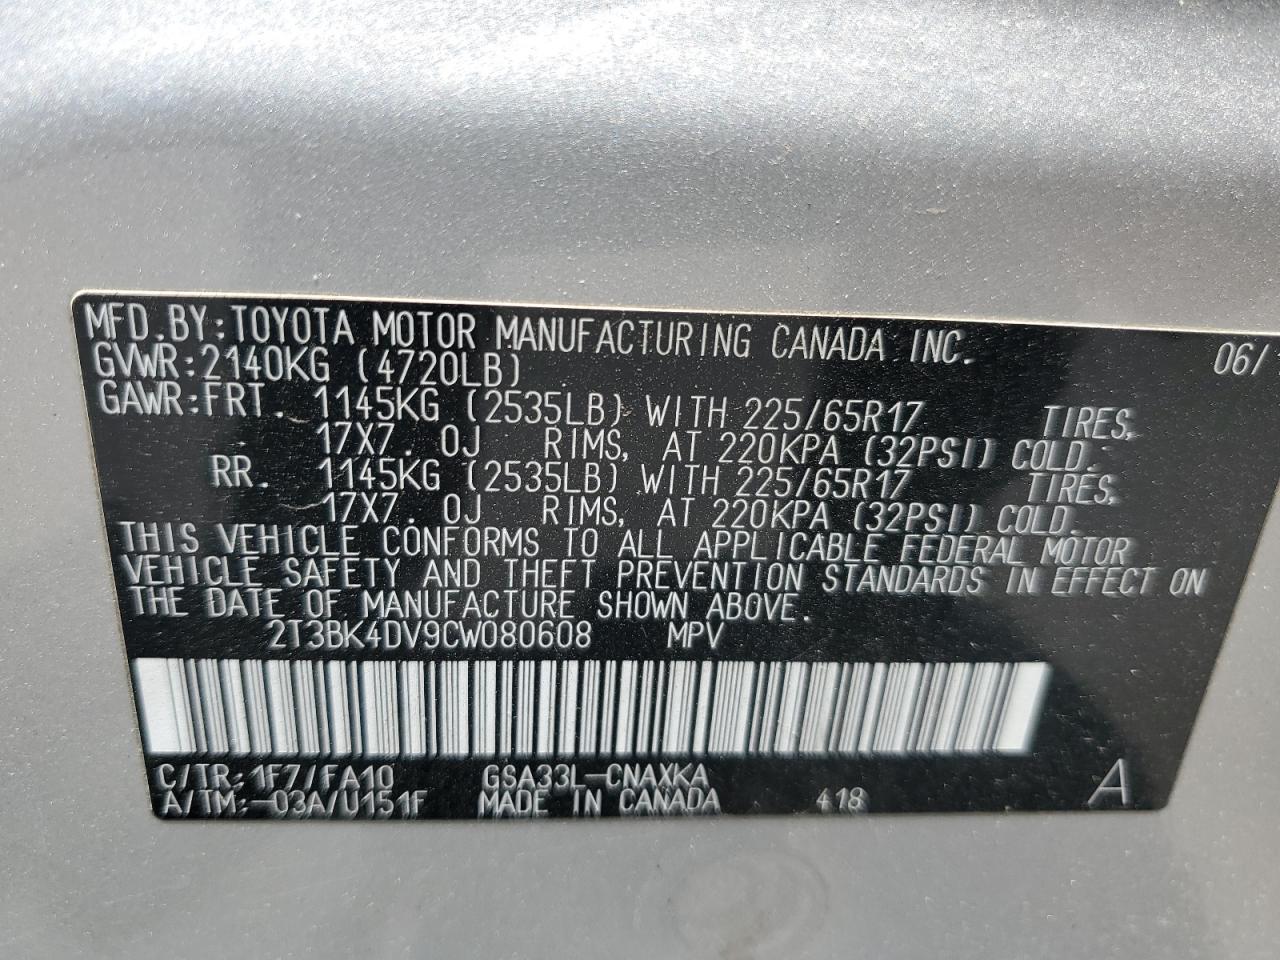 MFD.BY:TOYOTA MOTOR MANUFACTURING CANADA INC. 06/
GVWR:2140KG (4720LB)
GAWR:FRT. 1145KG (2535LB) WITH 225/65R17 TIRES,
17X7.0J RIMS, AT 220KPA (32PSI) COLD.
RR. 1145KG (2535LB) WITH 225/65R17 TIRES,
17X7.0J RIMS, AT 220KPA (32PSI) COLD.
THIS VEHICLE CONFORMS TO ALL APPLICABLE FEDERAL MOTOR
VEHICLE SAFETY AND THEFT PREVENTION STANDARDS IN EFFECT ON
THE DATE OF MANUFACTURE SHOWN ABOVE.
2T3BK4DV9CW080608 MPV
C/TR:1F7/FA10 GSA33L-CNAXKA
A/TM:-03A/U151F MADE IN CANADA 418 A